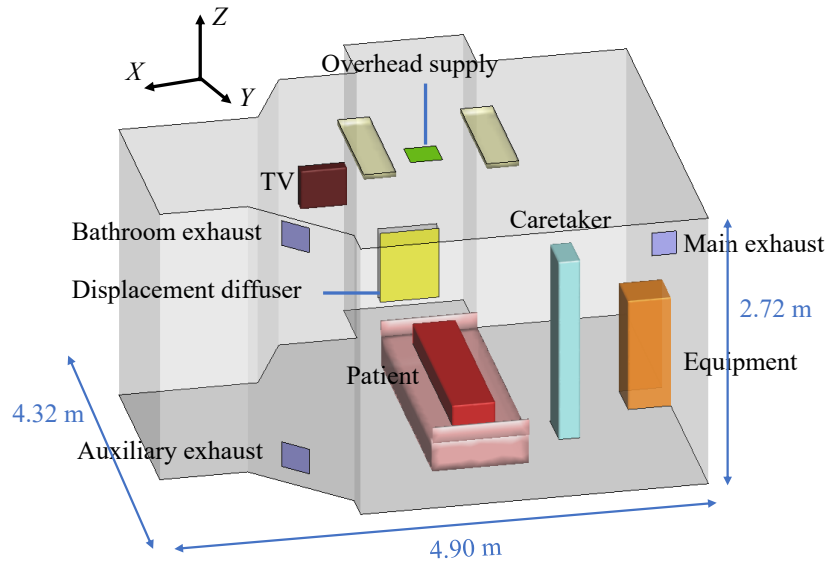 Z
X
Y
Overhead supply
TV
Caretaker
Bathroom exhaust
Main exhaust
Displacement diffuser
2.72 m
Patient
Equipment
4.32 m
Auxiliary exhaust
4.90 m